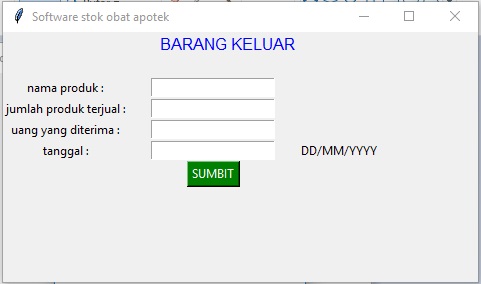 Software stok obat apotek
BARANG KELUAR
nama produk :
jumlah produk terjual :
uang yang diterima :
tanggal : DD/MM/YYYY
SUMBIT